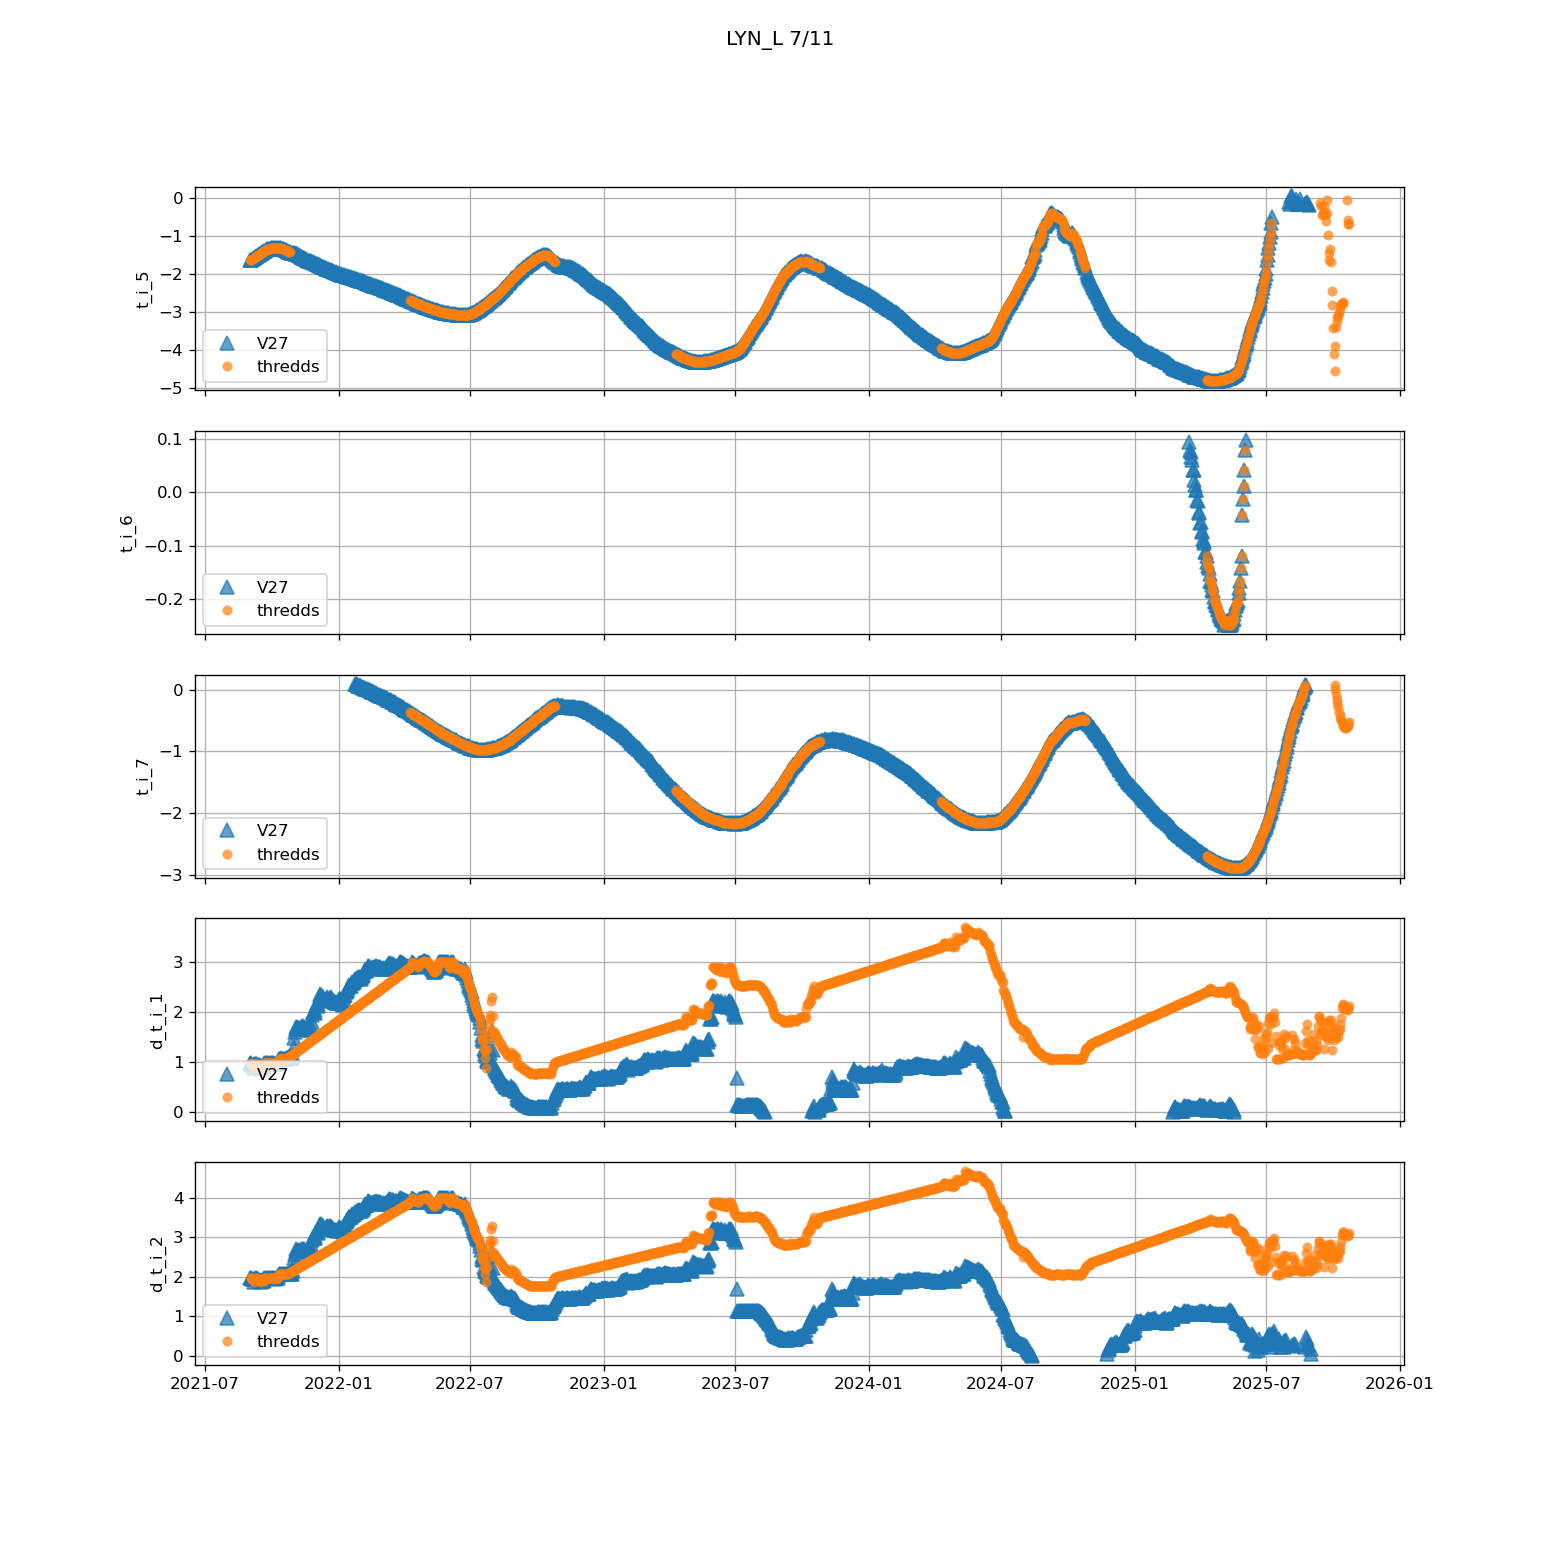 LYN_L 7/11
0
−1
−2
−3
−4
−5
t_i_5
V27
thredds
0.1
0.0
−0.1
−0.2
t_i_6
V27
thredds
0
−1
−2
−3
t_i_7
V27
thredds
3
2
1
0
d_t_i_1
V27
thredds
4
3
2
1
0
d_t_i_2
V27
thredds
2021-07 2022-01 2022-07 2023-01 2023-07 2024-01 2024-07 2025-01 2025-07 2026-01